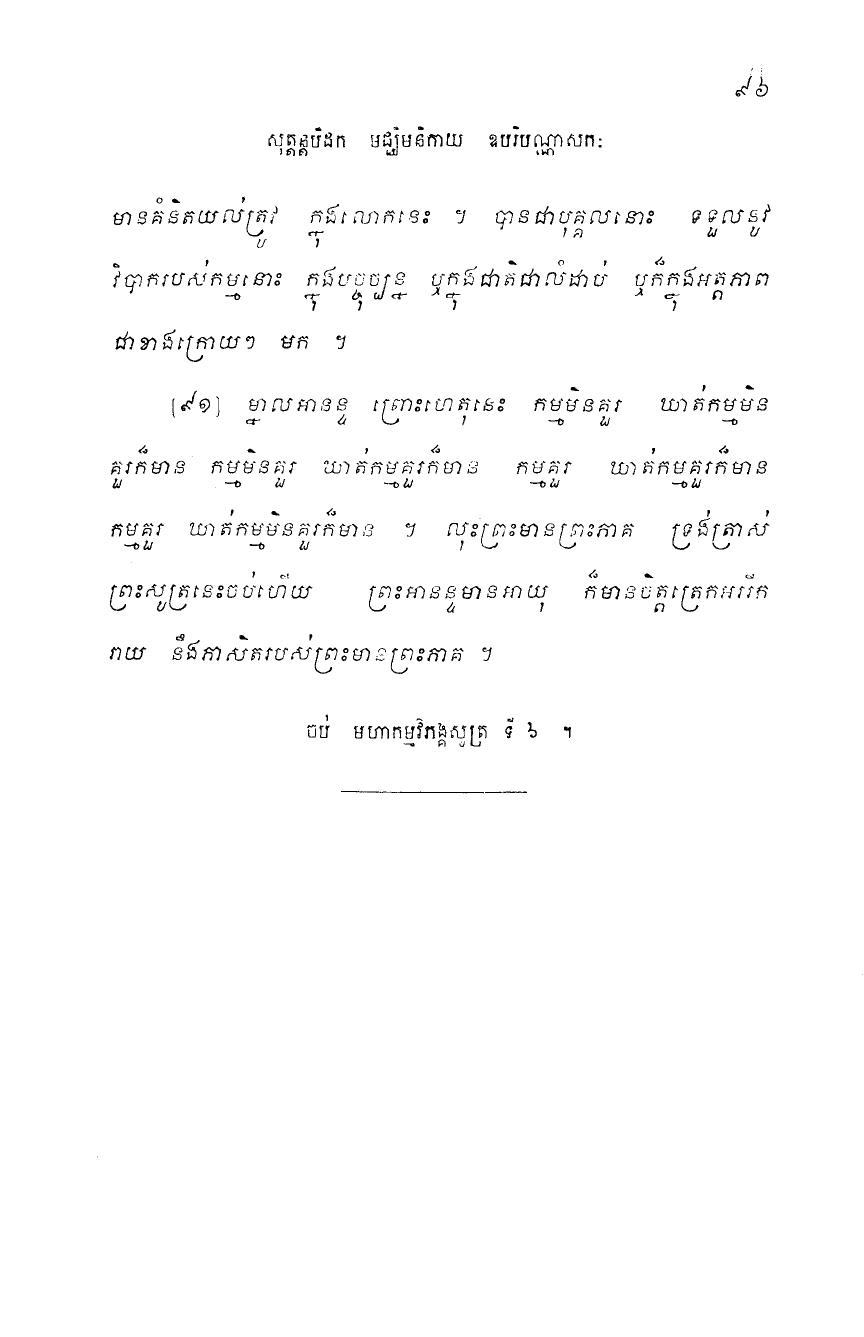 ៩៦
សុត្តន្តបិដក មជ្ឈិមនិកាយ ឧបរិបណ្ណាសក:
មានគំនិតយល់ត្រូវ ក្នុងលោកនេះ ។ បានជាបុគ្គលនោះ ទទួលនូវ
វិបាករបស់កម្មនោះ ក្នុងបច្ចុប្បន្ន ឬក្នុងជាតិជាលំដាប់ ឬក៏ក្នុងអត្តភាព
ជាខាងក្រោយៗ មក ។
[៩១] ម្នាលអានន្ទ ព្រោះហេតុនេះ កម្មមិនគួរ ឃាត់កម្មមិន
គួរក៏មាន កម្មមិនគួរ ឃាត់កម្មគួរក៏មាន កម្មគួរ ឃាត់កម្មគួរក៏មាន
កម្មគួរ ឃាត់កម្មមិនគួរក៏មាន ។ លុះព្រះមានព្រះភាគ ទ្រង់ត្រាស់
ព្រះសូត្រនេះចប់ហើយ ព្រះអានន្ទមានអាយុ ក៏មានចិត្តត្រេកអររីក
រាយ នឹងភាសិតរបស់ព្រះមានព្រះភាគ ។
ចប់ មហាកម្មវិភង្គសូត្រ ទី ៦ ។